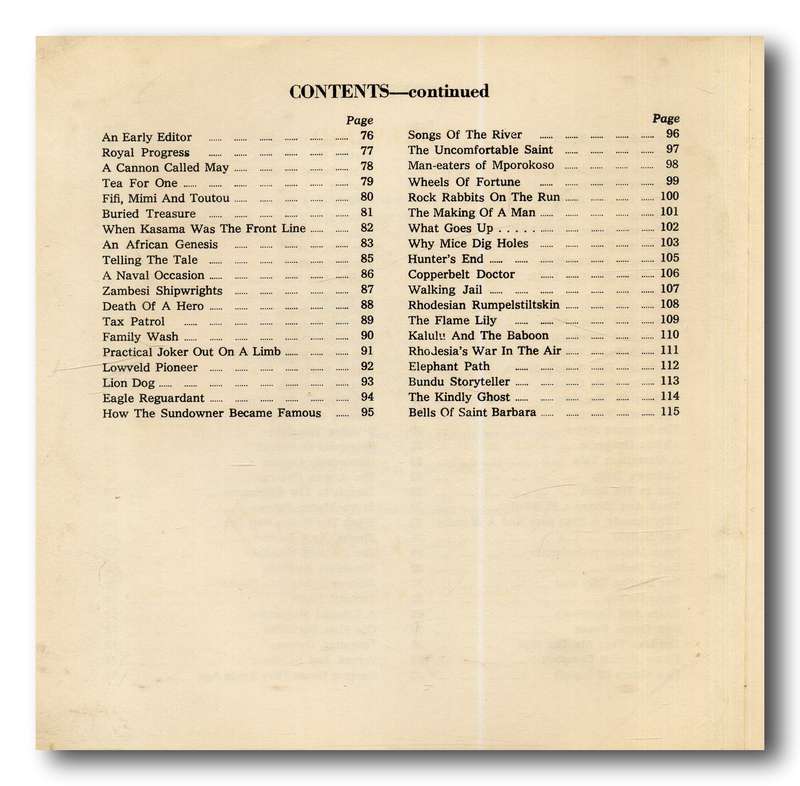 CONTENTS—continued
Page
An Early Editor ...... ...... ...... ...... ...... ...... 76
Royal Progress ...... ...... ...... ...... ...... ...... 77
A Cannon Called May ...... ...... ...... ...... ...... 78
Tea For One ...... ...... ...... ...... ...... ...... ...... 79
Fifi, Mimi And Toutou ...... ...... ...... ...... ...... 80
Buried Treasure ...... ...... ...... ...... ...... ...... 81
When Kasama Was The Front Line ...... ...... 82
An African Genesis ...... ...... ...... ...... ...... 83
Telling The Tale ...... ...... ...... ...... ...... ...... 85
A Naval Occasion ...... ...... ...... ...... ...... ...... 86
Zambesi Shipwrights ...... ...... ...... ...... ...... 87
Death Of A Hero ...... ...... ...... ...... ...... ...... 88
Tax Patrol ...... ...... ...... ...... ...... ...... ...... 89
Family Wash ...... ...... ...... ...... ...... ...... ...... 90
Practical Joker Out On A Limb ...... ...... ...... 91
Lowveld Pioneer ...... ...... ...... ...... ...... ...... 92
Lion Dog ...... ...... ...... ...... ...... ...... ...... ...... 93
Eagle Reguardant ...... ...... ...... ...... ...... ...... 94
How The Sundowner Became Famous ...... 95
Page
Songs Of The River ...... ...... ...... ...... ...... 96
The Uncomfortable Saint ...... ...... ...... ...... 97
Man-eaters of Mporokoso ...... ...... ...... ...... 98
Wheels Of Fortune ...... ...... ...... ...... ...... 99
Rock Rabbits On The Run ...... ...... ...... ...... 100
The Making Of A Man ...... ...... ...... ...... ...... 101
What Goes Up . . . . . ...... ...... ...... ...... ...... 102
Why Mice Dig Holes ...... ...... ...... ...... ...... 103
Hunter's End ...... ...... ...... ...... ...... ...... ...... 105
Copperbelt Doctor ...... ...... ...... ...... ...... 106
Walking Jail ...... ...... ...... ...... ...... ...... ...... 107
Rhodesian Rumpelstiltskin ...... ...... ...... ...... 108
The Flame Lily ...... ...... ...... ...... ...... ...... 109
Kalulu And The Baboon ...... ...... ...... ...... 110
Rhodesia's War In The Air ...... ...... ...... ...... 111
Elephant Path ...... ...... ...... ...... ...... ...... 112
Bundu Storyteller ...... ...... ...... ...... ...... ...... 113
The Kindly Ghost ...... ...... ...... ...... ...... ...... 114
Bells Of Saint Barbara ...... ...... ...... ...... ...... 115